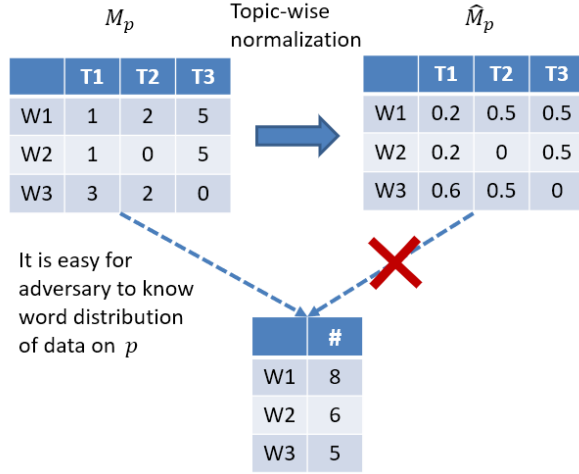 M_p
Topic-wise
normalization
M̂_p
T1 T2 T3
W1 1 2 5
W2 1 0 5
W3 3 2 0
T1 T2 T3
W1 0.2 0.5 0.5
W2 0.2 0 0.5
W3 0.6 0.5 0
It is easy for
adversary to know
word distribution
of data on p
#
W1 8
W2 6
W3 5